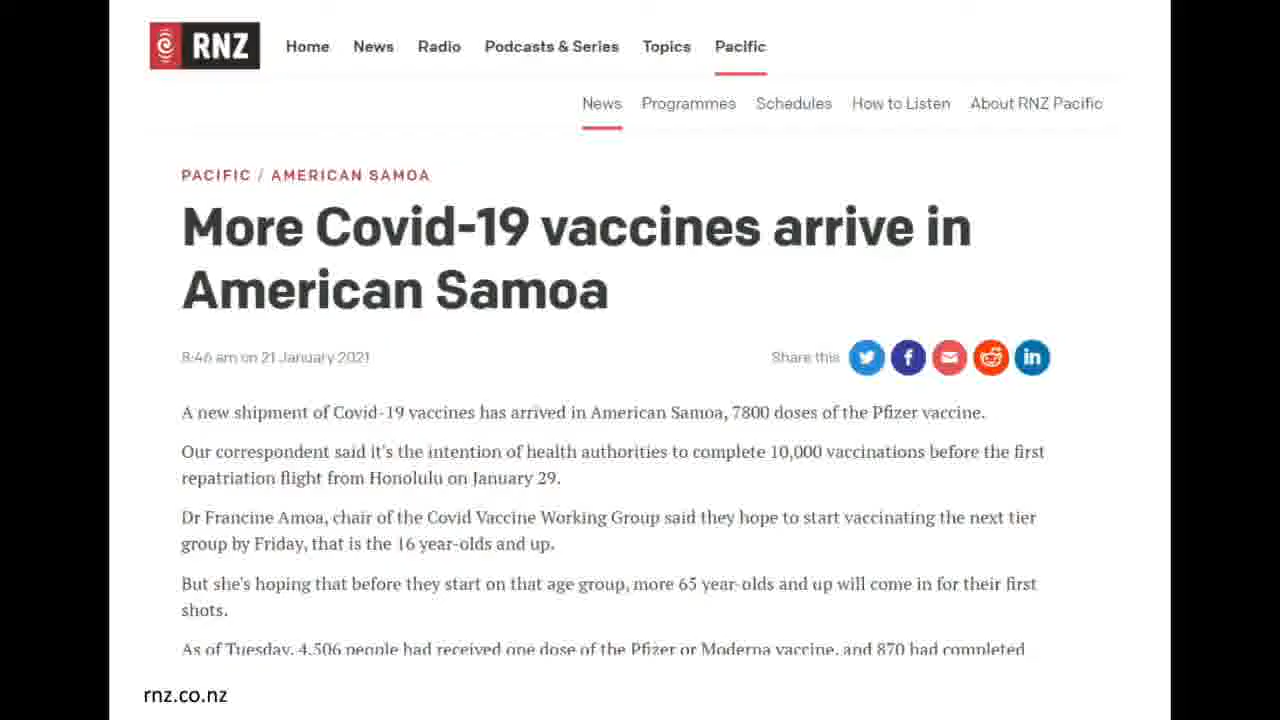 RNZ Home News Radio Podcasts & Series Topics Pacific
News Programmes Schedules How to Listen About RNZ Pacific
PACIFIC / AMERICAN SAMOA
More Covid-19 vaccines arrive in
American Samoa
8:46 am on 21 January 2021 Share this
A new shipment of Covid-19 vaccines has arrived in American Samoa, 7800 doses of the Pfizer vaccine.
Our correspondent said it's the intention of health authorities to complete 10,000 vaccinations before the first
repatriation flight from Honolulu on January 29.
Dr Francine Amoa, chair of the Covid Vaccine Working Group said they hope to start vaccinating the next tier
group by Friday, that is the 16 year-olds and up.
But she's hoping that before they start on that age group, more 65 year-olds and up will come in for their first
shots.
As of Tuesday, 4,506 people had received one dose of the Pfizer or Moderna vaccine, and 870 had completed
rnz.co.nz